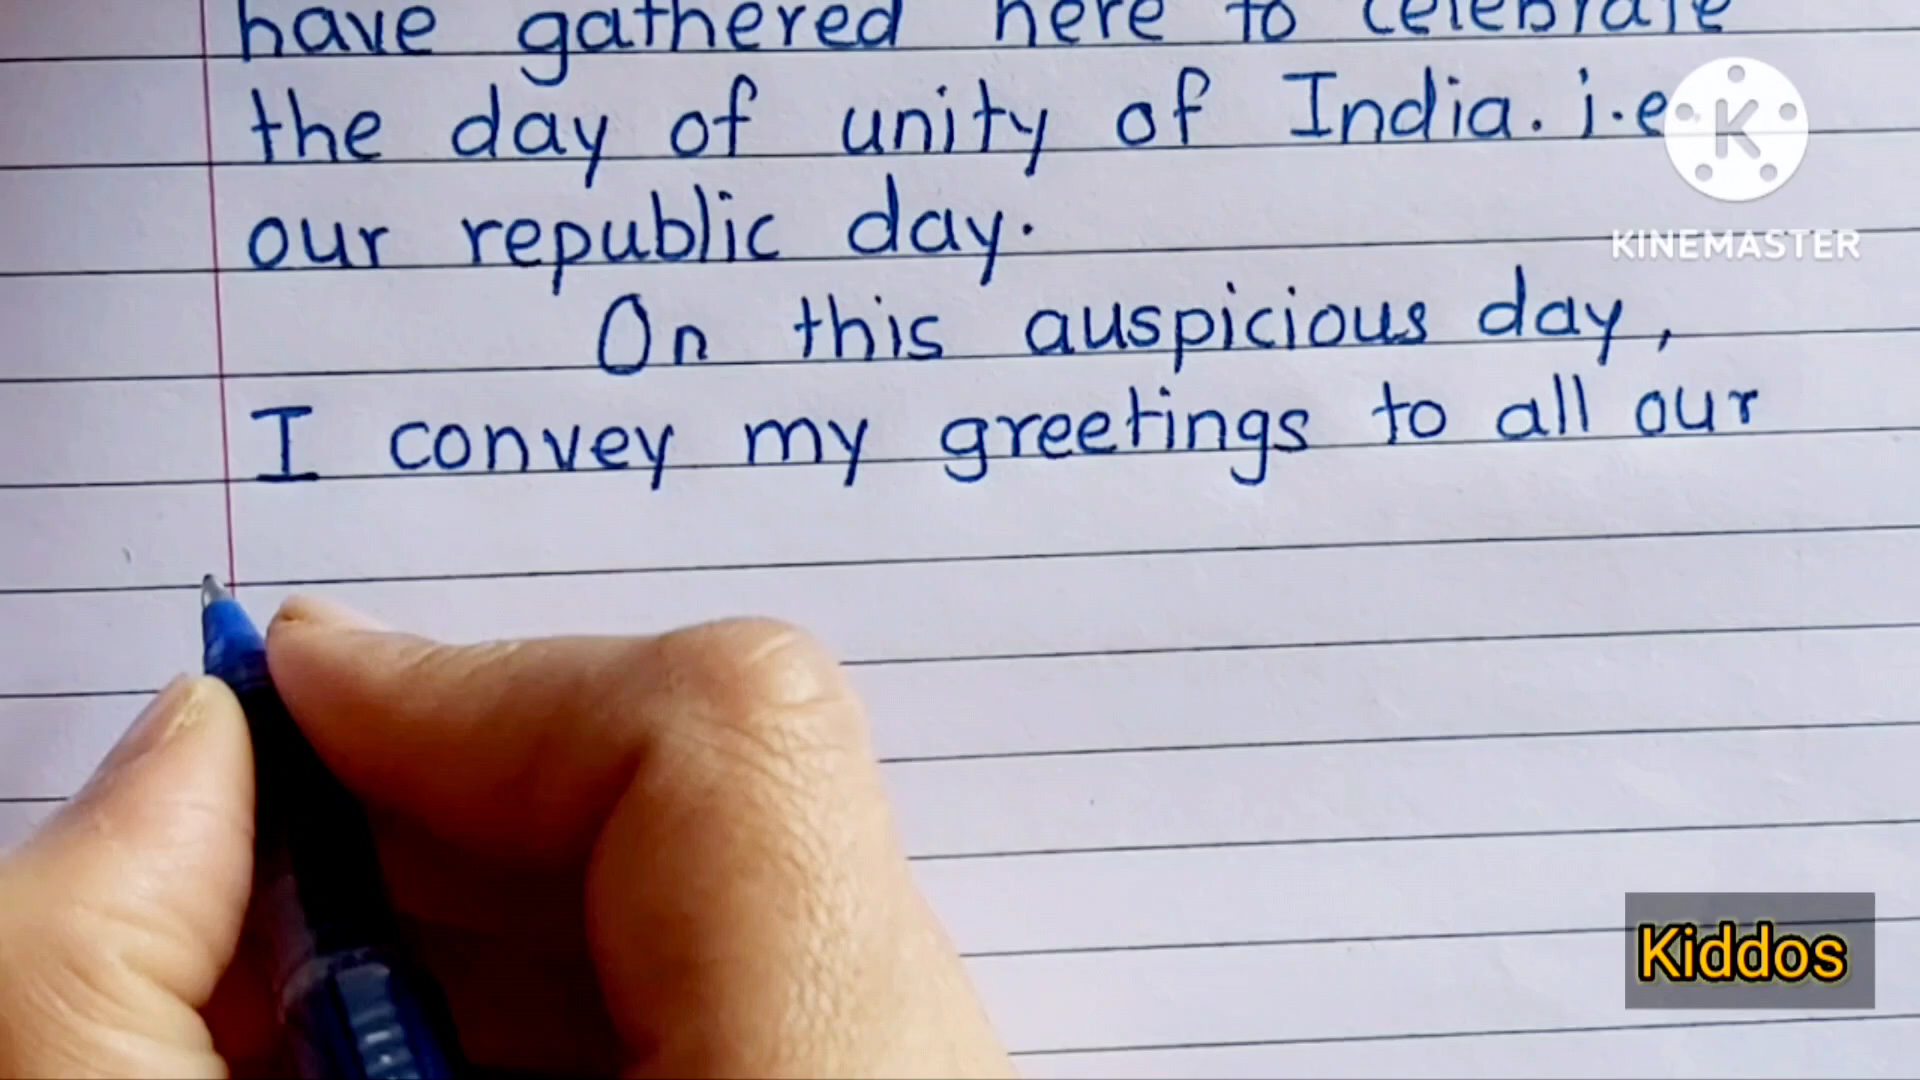 have gathered here to celebrate
the day of unity of India. i.e
our republic day.
On this auspicious day,
I convey my greetings to all our
K
KINEMASTER
Kiddos